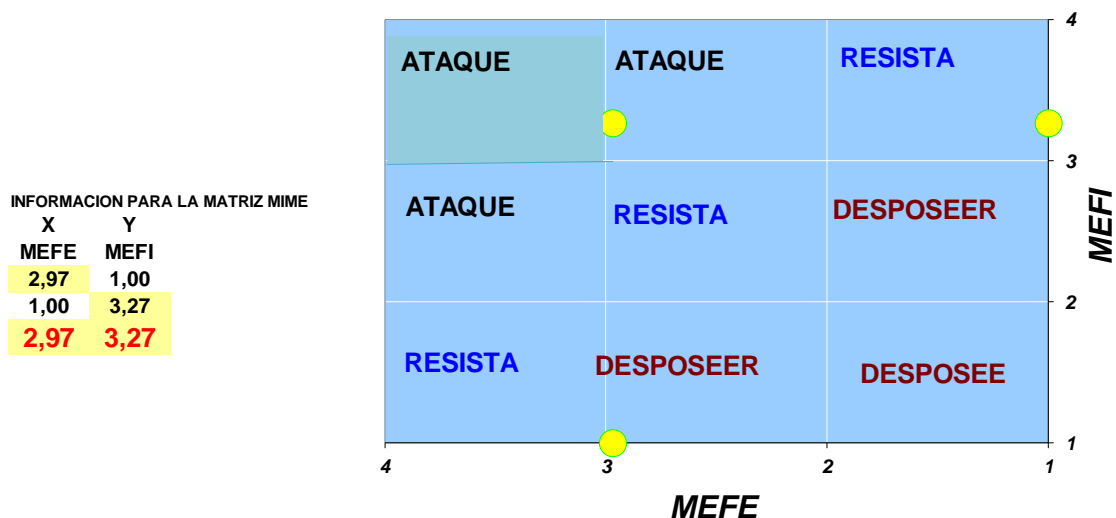 INFORMACION PARA LA MATRIZ MIME
X Y
MEFE MEFI
2,97 1,00
1,00 3,27
2,97 3,27
ATAQUE ATAQUE RESISTA
ATAQUE RESISTA DESPOSEER
RESISTA DESPOSEER DESPOSEE
4
3
2
1
MEFI
4 3 2 1
MEFE